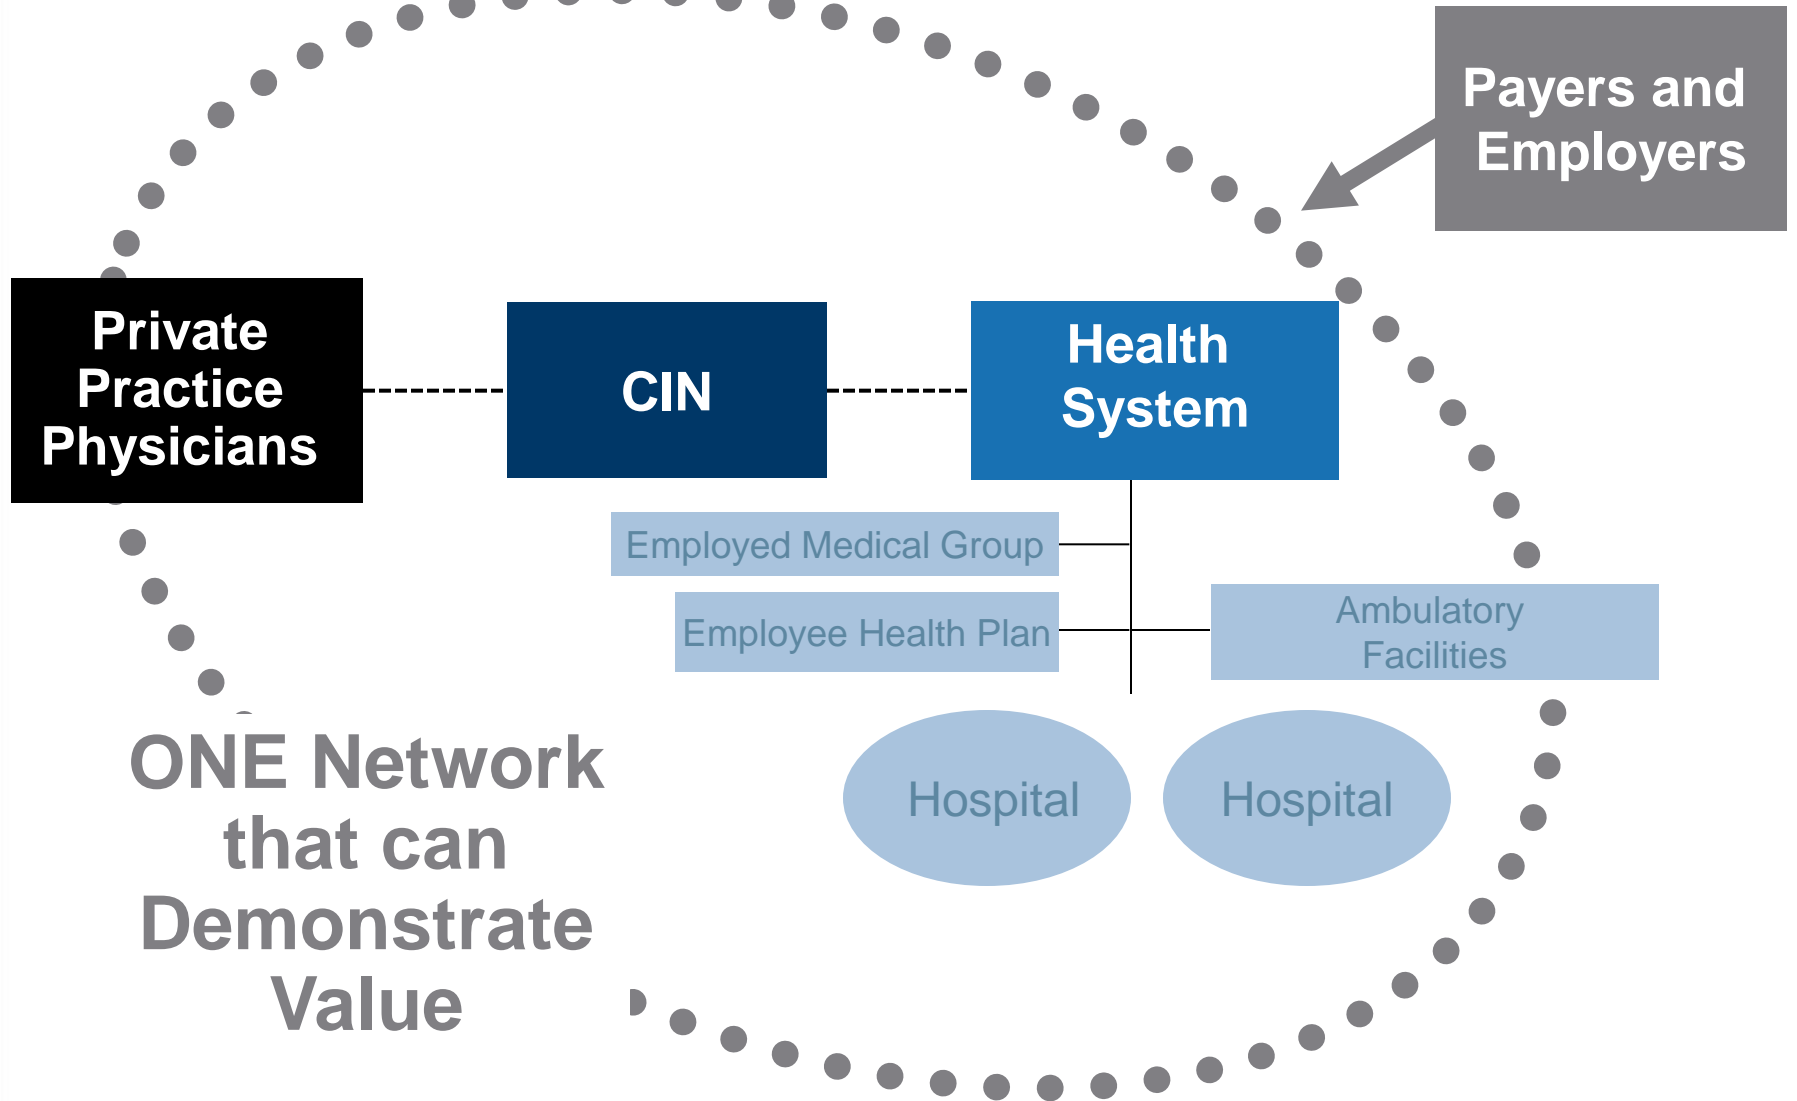 Payers and
Employers
Private
Practice
Physicians
CIN
Health
System
Employed Medical Group
Employee Health Plan
Ambulatory
Facilities
Hospital
Hospital
ONE Network
that can
Demonstrate
Value